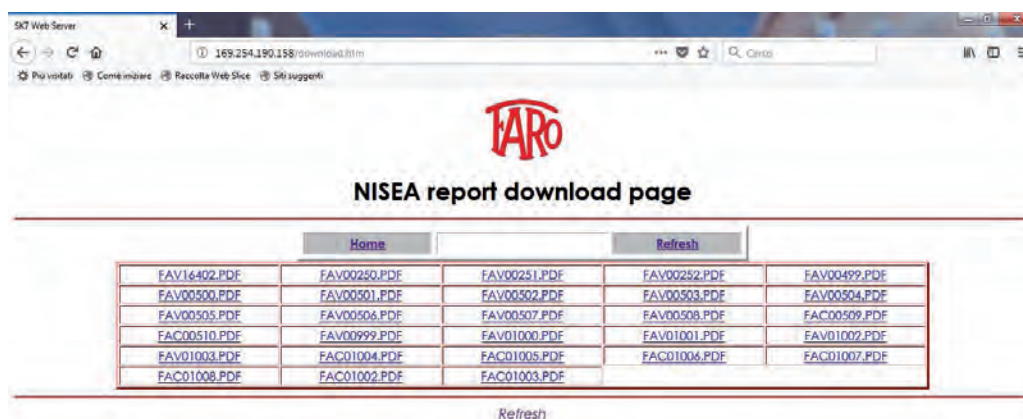 SK7 Web Server
169.254.190.158/download.htm
Cerca
Più visitati Come iniziare Raccolta Web Slice Siti suggeriti
FARO
NISEA report download page
Home Refresh
FAV16402.PDF FAV00250.PDF FAV00251.PDF FAV00252.PDF FAV00499.PDF
FAV00500.PDF FAV00501.PDF FAV00502.PDF FAV00503.PDF FAV00504.PDF
FAV00505.PDF FAV00506.PDF FAV00507.PDF FAV00508.PDF FAC00509.PDF
FAC00510.PDF FAV00999.PDF FAV01000.PDF FAV01001.PDF FAV01002.PDF
FAV01003.PDF FAC01004.PDF FAC01005.PDF FAC01006.PDF FAC01007.PDF
FAC01008.PDF FAC01002.PDF FAC01003.PDF
Refresh